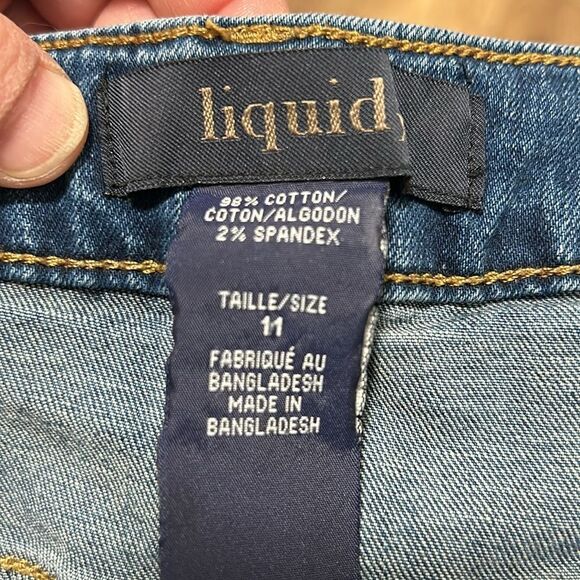 liquid
98% COTTON/
COTON/ALGODON
2% SPANDEX
TAILLE/SIZE
11
FABRIQUÉ AU
BANGLADESH
MADE IN
BANGLADESH